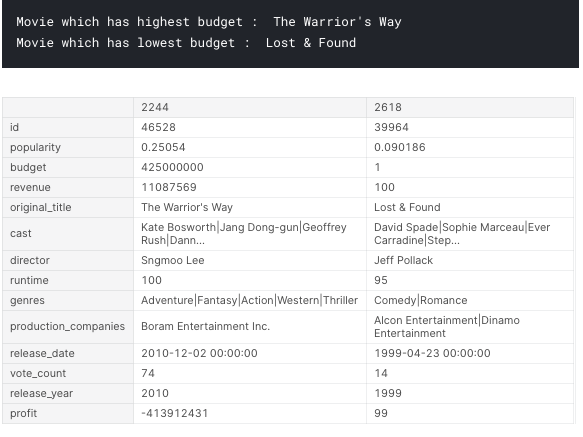 Movie which has highest budget :  The Warrior's Way
Movie which has lowest budget :  Lost & Found
2244 2618
id 46528 39964
popularity 0.25054 0.090186
budget 425000000 1
revenue 11087569 100
original_title The Warrior's Way Lost & Found
cast Kate Bosworth|Jang Dong-gun|Geoffrey David Spade|Sophie Marceau|Ever
Rush|Dann... Carradine|Step...
director Sngmoo Lee Jeff Pollack
runtime 100 95
genres Adventure|Fantasy|Action|Western|Thriller Comedy|Romance
production_companies Boram Entertainment Inc. Alcon Entertainment|Dinamo
Entertainment
release_date 2010-12-02 00:00:00 1999-04-23 00:00:00
vote_count 74 14
release_year 2010 1999
profit -413912431 99